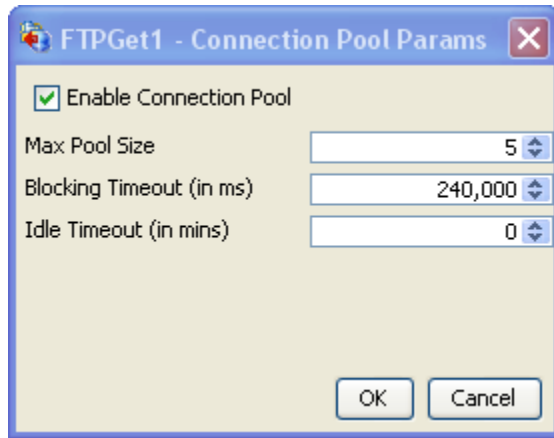 FTPGet1 - Connection Pool Params
Enable Connection Pool
Max Pool Size 5
Blocking Timeout (in ms) 240,000
Idle Timeout (in mins) 0
OK Cancel